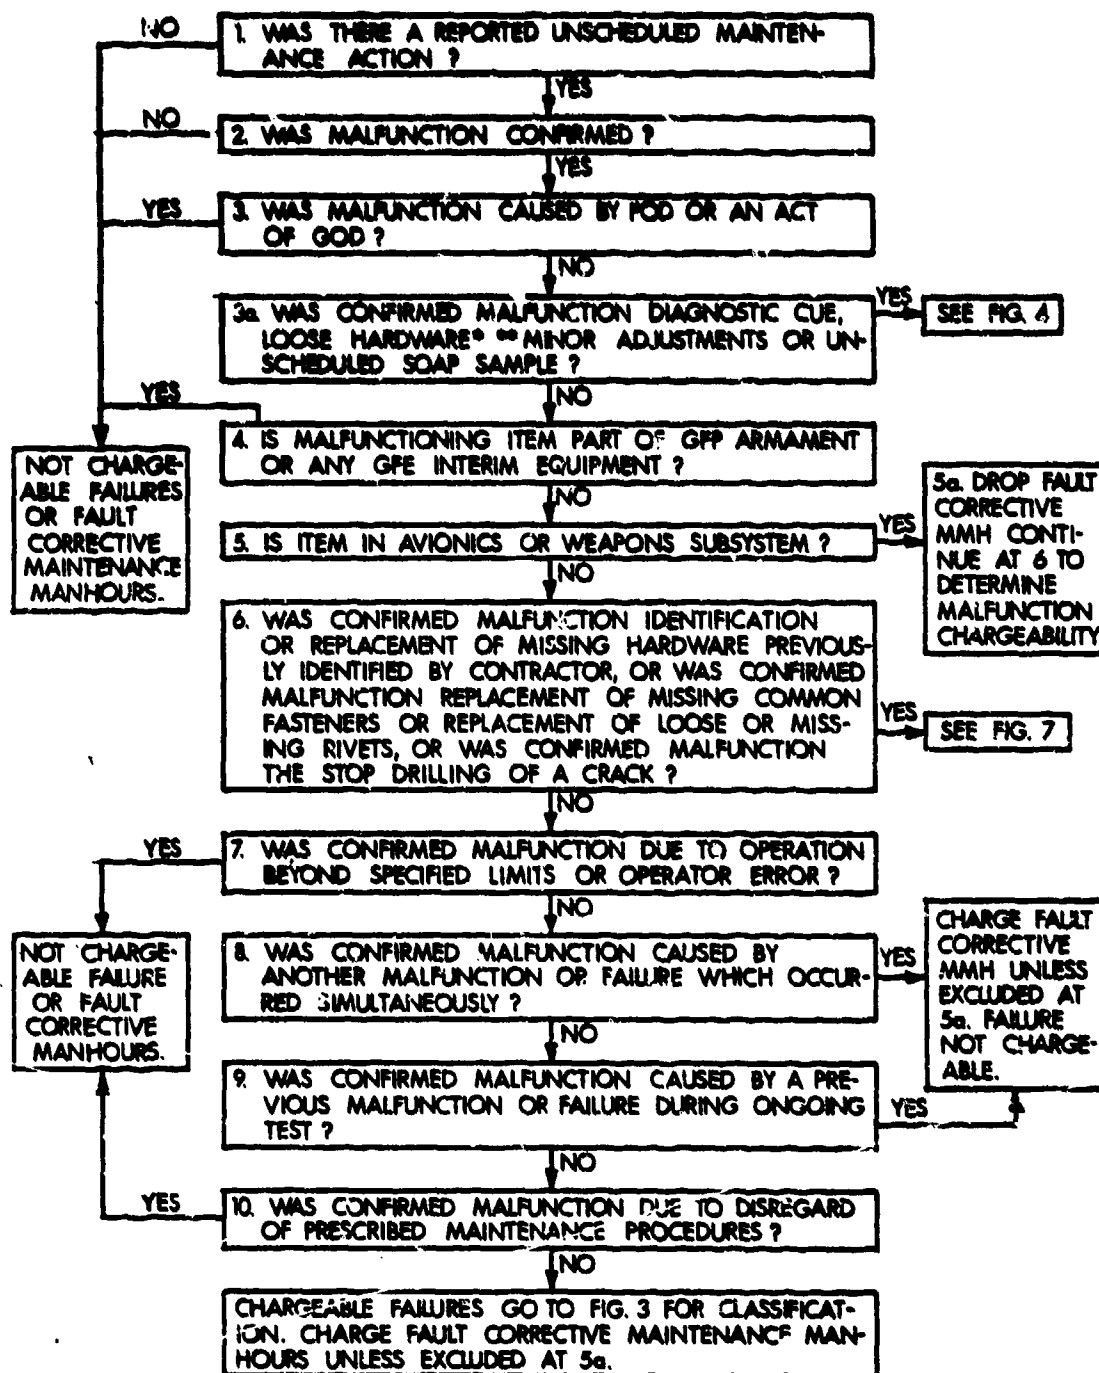 NO
1. WAS THERE A REPORTED UNSCHEDULED MAINTEN-
ANCE ACTION ?
YES
NO
2. WAS MALFUNCTION CONFIRMED ?
YES
YES
3. WAS MALFUNCTION CAUSED BY FOD OR AN ACT
OF GOD ?
NO
3a. WAS CONFIRMED MALFUNCTION DIAGNOSTIC CUE,
LOOSE HARDWARE* ** MINOR ADJUSTMENTS OR UN-
SCHEDULED SOAP SAMPLE ?
YES
SEE FIG. 4
NO
YES
4. IS MALFUNCTIONING ITEM PART OF GFP ARMAMENT
OR ANY GFE INTERIM EQUIPMENT ?
NOT CHARGE-
ABLE FAILURES
OR FAULT
CORRECTIVE
MAINTENANCE
MANHOURS.
NO
5. IS ITEM IN AVIONICS OR WEAPONS SUBSYSTEM ?
YES
5a. DROP FAULT
CORRECTIVE
MMH CONTI-
NUE AT 6 TO
DETERMINE
MALFUNCTION
CHARGEABILITY
NO
6. WAS CONFIRMED MALFUNCTION IDENTIFICATION
OR REPLACEMENT OF MISSING HARDWARE PREVIOUS-
LY IDENTIFIED BY CONTRACTOR, OR WAS CONFIRMED
MALFUNCTION REPLACEMENT OF MISSING COMMON
FASTENERS OR REPLACEMENT OF LOOSE OR MISS-
ING RIVETS, OR WAS CONFIRMED MALFUNCTION
THE STOP DRILLING OF A CRACK ?
YES
SEE FIG. 7
NO
YES
7. WAS CONFIRMED MALFUNCTION DUE TO OPERATION
BEYOND SPECIFIED LIMITS OR OPERATOR ERROR ?
NO
NOT CHARGE-
ABLE FAILURE
OR FAULT
CORRECTIVE
MANHOURS.
8. WAS CONFIRMED MALFUNCTION CAUSED BY
ANOTHER MALFUNCTION OR FAILURE WHICH OCCUR-
RED SIMULTANEOUSLY ?
YES
CHARGE FAULT
CORRECTIVE
MMH UNLESS
EXCLUDED AT
5a. FAILURE
NOT CHARGE-
ABLE.
NO
9. WAS CONFIRMED MALFUNCTION CAUSED BY A PRE-
VIOUS MALFUNCTION OR FAILURE DURING ONGOING
TEST ?
YES
NO
YES
10. WAS CONFIRMED MALFUNCTION DUE TO DISREGARD
OF PRESCRIBED MAINTENANCE PROCEDURES ?
NO
CHARGEABLE FAILURES GO TO FIG. 3 FOR CLASSIFICAT-
ION. CHARGE FAULT CORRECTIVE MAINTENANCE MAN-
HOURS UNLESS EXCLUDED AT 5a.